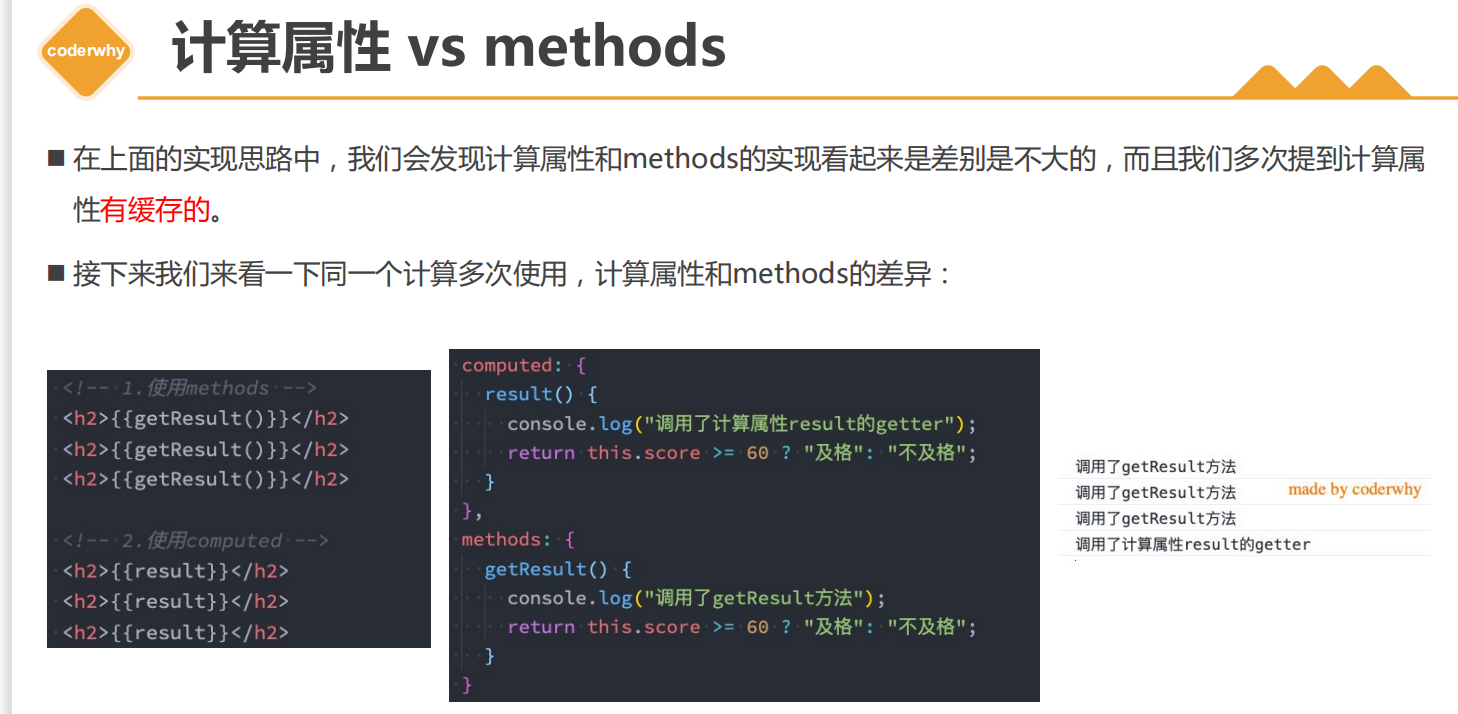 coderwhy
计算属性 vs methods
在上面的实现思路中，我们会发现计算属性和methods的实现看起来是差别是不大的，而且我们多次提到计算属
性有缓存的。
接下来我们来看一下同一个计算多次使用，计算属性和methods的差异：
<!-- 1.使用methods -->
<h2>{{getResult()}}</h2>
<h2>{{getResult()}}</h2>
<h2>{{getResult()}}</h2>
<!-- 2.使用computed -->
<h2>{{result}}</h2>
<h2>{{result}}</h2>
<h2>{{result}}</h2>
computed: {
result() {
console.log("调用了计算属性result的getter");
return this.score >= 60 ? "及格": "不及格";
}
},
methods: {
getResult() {
console.log("调用了getResult方法");
return this.score >= 60 ? "及格": "不及格";
}
}
调用了getResult方法
调用了getResult方法
made by coderwhy
调用了getResult方法
调用了计算属性result的getter